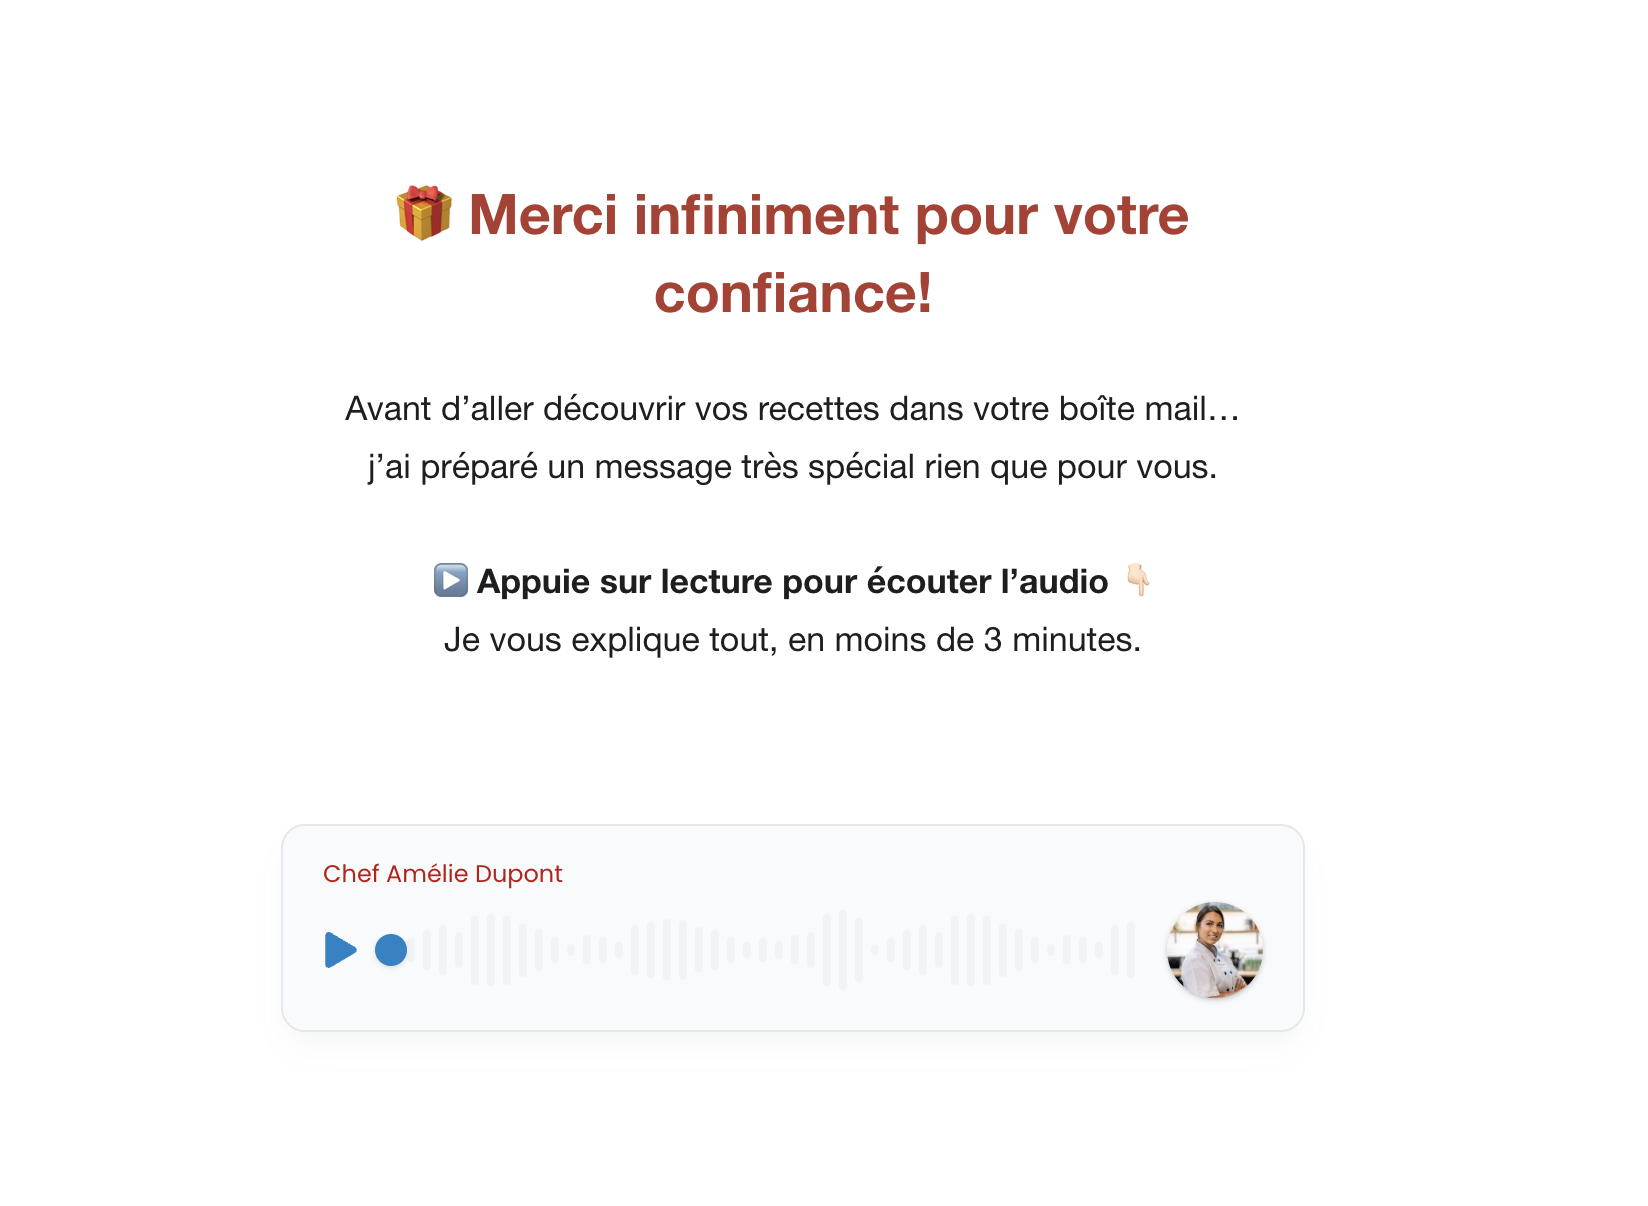 🎁 Merci infiniment pour votre
confiance!
Avant d’aller découvrir vos recettes dans votre boîte mail…
j’ai préparé un message très spécial rien que pour vous.
▶️ Appuie sur lecture pour écouter l’audio 👇🏻
Je vous explique tout, en moins de 3 minutes.
Chef Amélie Dupont